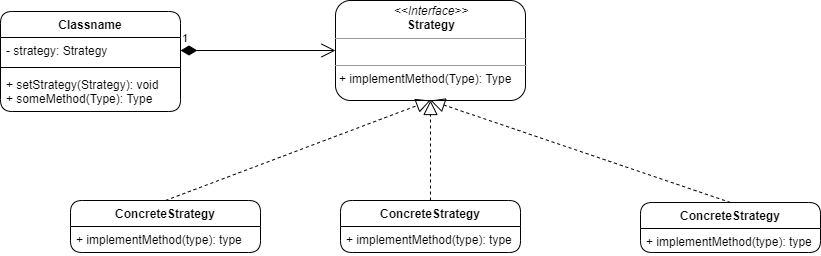 Classname
- strategy: Strategy
+ setStrategy(Strategy): void
+ someMethod(Type): Type
1
<<Interface>>
Strategy
+ implementMethod(Type): Type
ConcreteStrategy
+ implementMethod(type): type
ConcreteStrategy
+ implementMethod(type): type
ConcreteStrategy
+ implementMethod(type): type